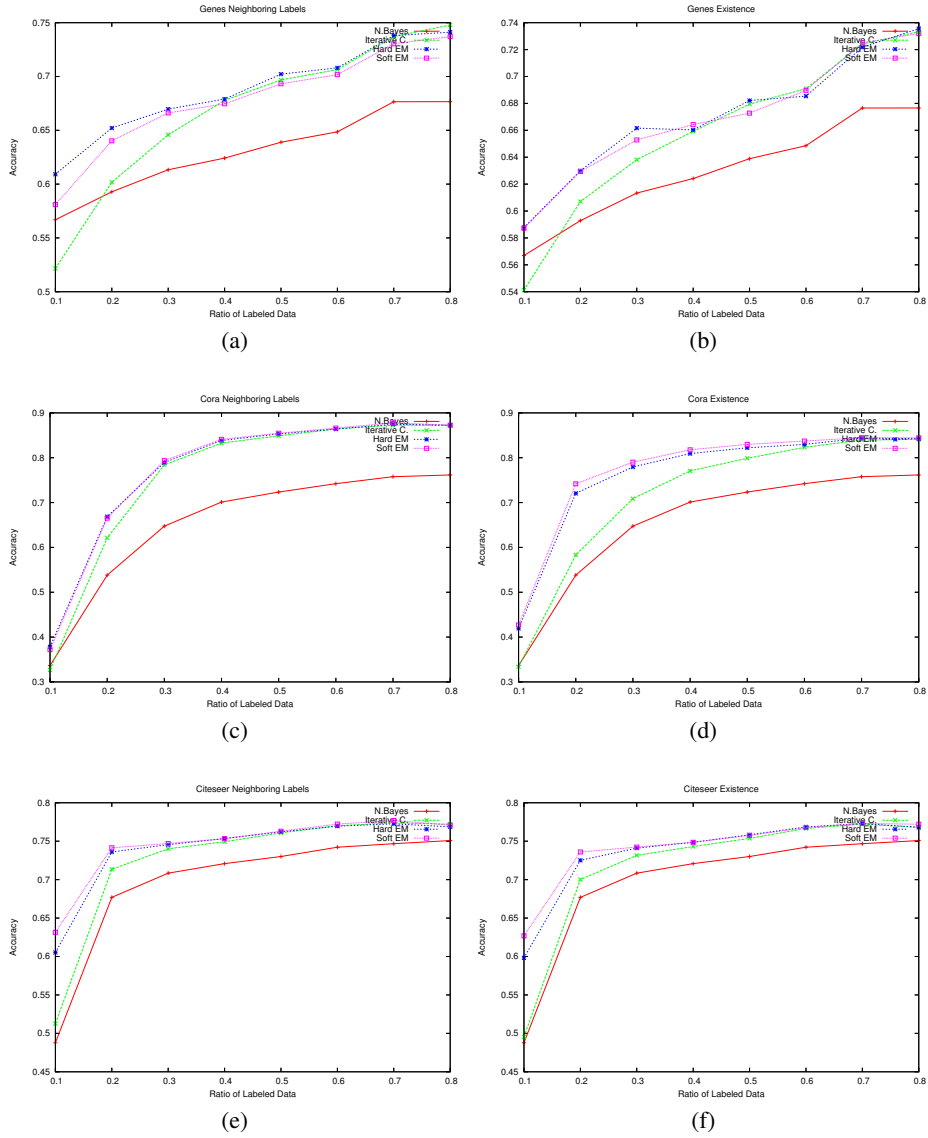 Genes Neighboring Labels
0.75
0.7
0.65
0.6
0.55
0.5
Accuracy
N.Bayes
Iterative C.
Hard EM
Soft EM
0.1 0.2 0.3 0.4 0.5 0.6 0.7 0.8
Ratio of Labeled Data
(a)
Genes Existence
0.74
0.72
0.7
0.68
0.66
0.64
0.62
0.6
0.58
0.56
0.54
Accuracy
N.Bayes
Iterative C.
Hard EM
Soft EM
0.1 0.2 0.3 0.4 0.5 0.6 0.7 0.8
Ratio of Labeled Data
(b)
Cora Neighboring Labels
0.9
0.8
0.7
0.6
0.5
0.4
0.3
Accuracy
N.Bayes
Iterative C.
Hard EM
Soft EM
0.1 0.2 0.3 0.4 0.5 0.6 0.7 0.8
Ratio of Labeled Data
(c)
Cora Existence
0.9
0.8
0.7
0.6
0.5
0.4
0.3
Accuracy
N.Bayes
Iterative C.
Hard EM
Soft EM
0.1 0.2 0.3 0.4 0.5 0.6 0.7 0.8
Ratio of Labeled Data
(d)
Citeseer Neighboring Labels
0.8
0.75
0.7
0.65
0.6
0.55
0.5
0.45
Accuracy
N.Bayes
Iterative C.
Hard EM
Soft EM
0.1 0.2 0.3 0.4 0.5 0.6 0.7 0.8
Ratio of Labeled Data
(e)
Citeseer Existence
0.8
0.75
0.7
0.65
0.6
0.55
0.5
0.45
Accuracy
N.Bayes
Iterative C.
Hard EM
Soft EM
0.1 0.2 0.3 0.4 0.5 0.6 0.7 0.8
Ratio of Labeled Data
(f)